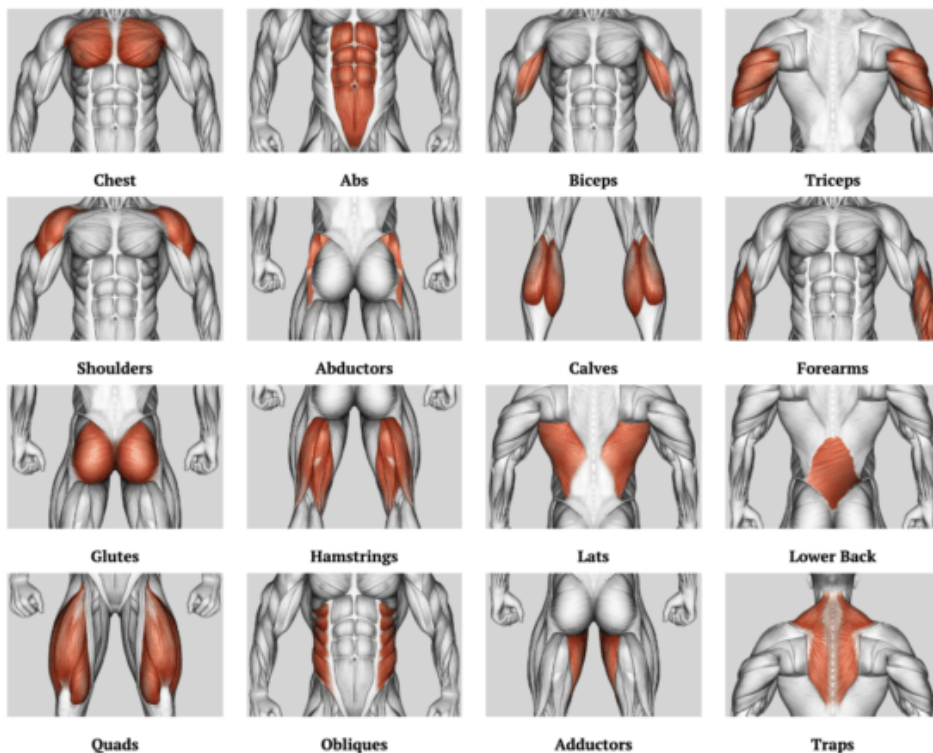 Chest
Abs
Biceps
Triceps
Shoulders
Abductors
Calves
Forearms
Glutes
Hamstrings
Lats
Lower Back
Quads
Obliques
Adductors
Traps